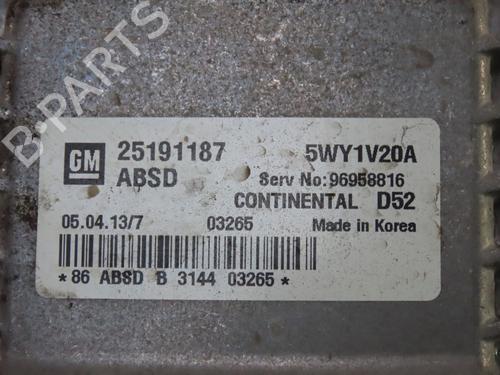 GM 25191187 5WY1V20A
ABSD Serv No:96958816
CONTINENTAL D52
05.04.13/7 03265 Made in Korea
*86 ABSD B 3144 03265*
B-PARTS